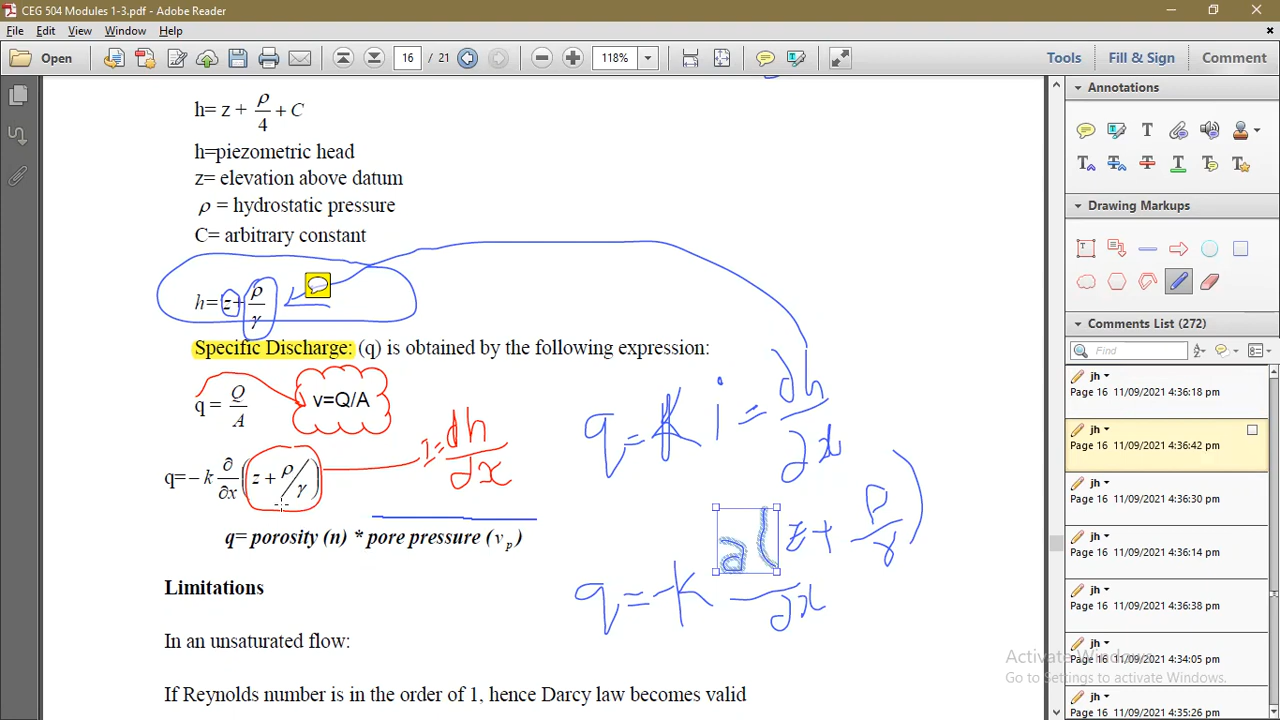 CEG 504 Modules 1-3.pdf - Adobe Reader
File Edit View Window Help
Open 16 / 21 118% Tools Fill & Sign Comment
Annotations
Drawing Markups
Comments List (272)
Find
jh
Page 16 11/09/2021 4:36:18 pm
jh
Page 16 11/09/2021 4:36:42 pm
jh
Page 16 11/09/2021 4:36:30 pm
jh
Page 16 11/09/2021 4:36:14 pm
jh
Page 16 11/09/2021 4:36:38 pm
jh
Page 16 11/09/2021 4:34:05 pm
jh
Page 16 11/09/2021 4:35:26 pm
h= z + ρ/4 + C
h=piezometric head
z= elevation above datum
ρ = hydrostatic pressure
C= arbitrary constant
h= z+ ρ/γ
Specific Discharge: (q) is obtained by the following expression:
q = Q/A
v=Q/A
q=− k ∂/∂x (z + ρ/γ)
I = dh/dx
q= porosity (n) * pore pressure (vp)
q = k i = dh/dx
q = -k ∂(z + P/γ)/∂x
Limitations
In an unsaturated flow:
If Reynolds number is in the order of 1, hence Darcy law becomes valid
Activate Windows
Go to Settings to activate Windows.